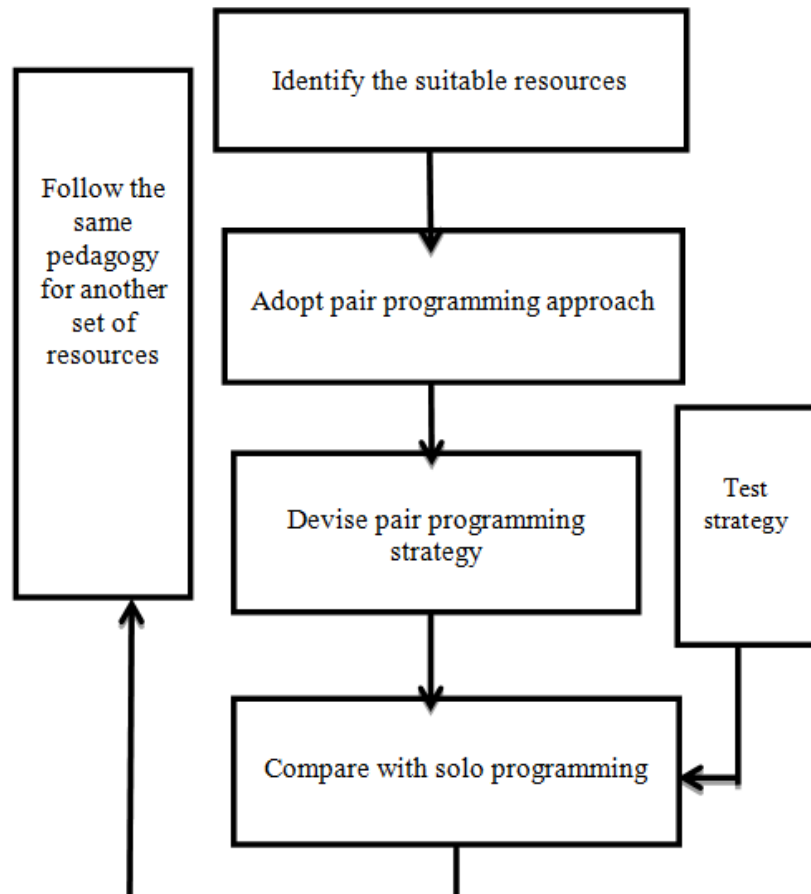 Identify the suitable resources
Follow the
same
pedagogy
for another
set of
resources
Adopt pair programming approach
Devise pair programming
strategy
Test
strategy
Compare with solo programming